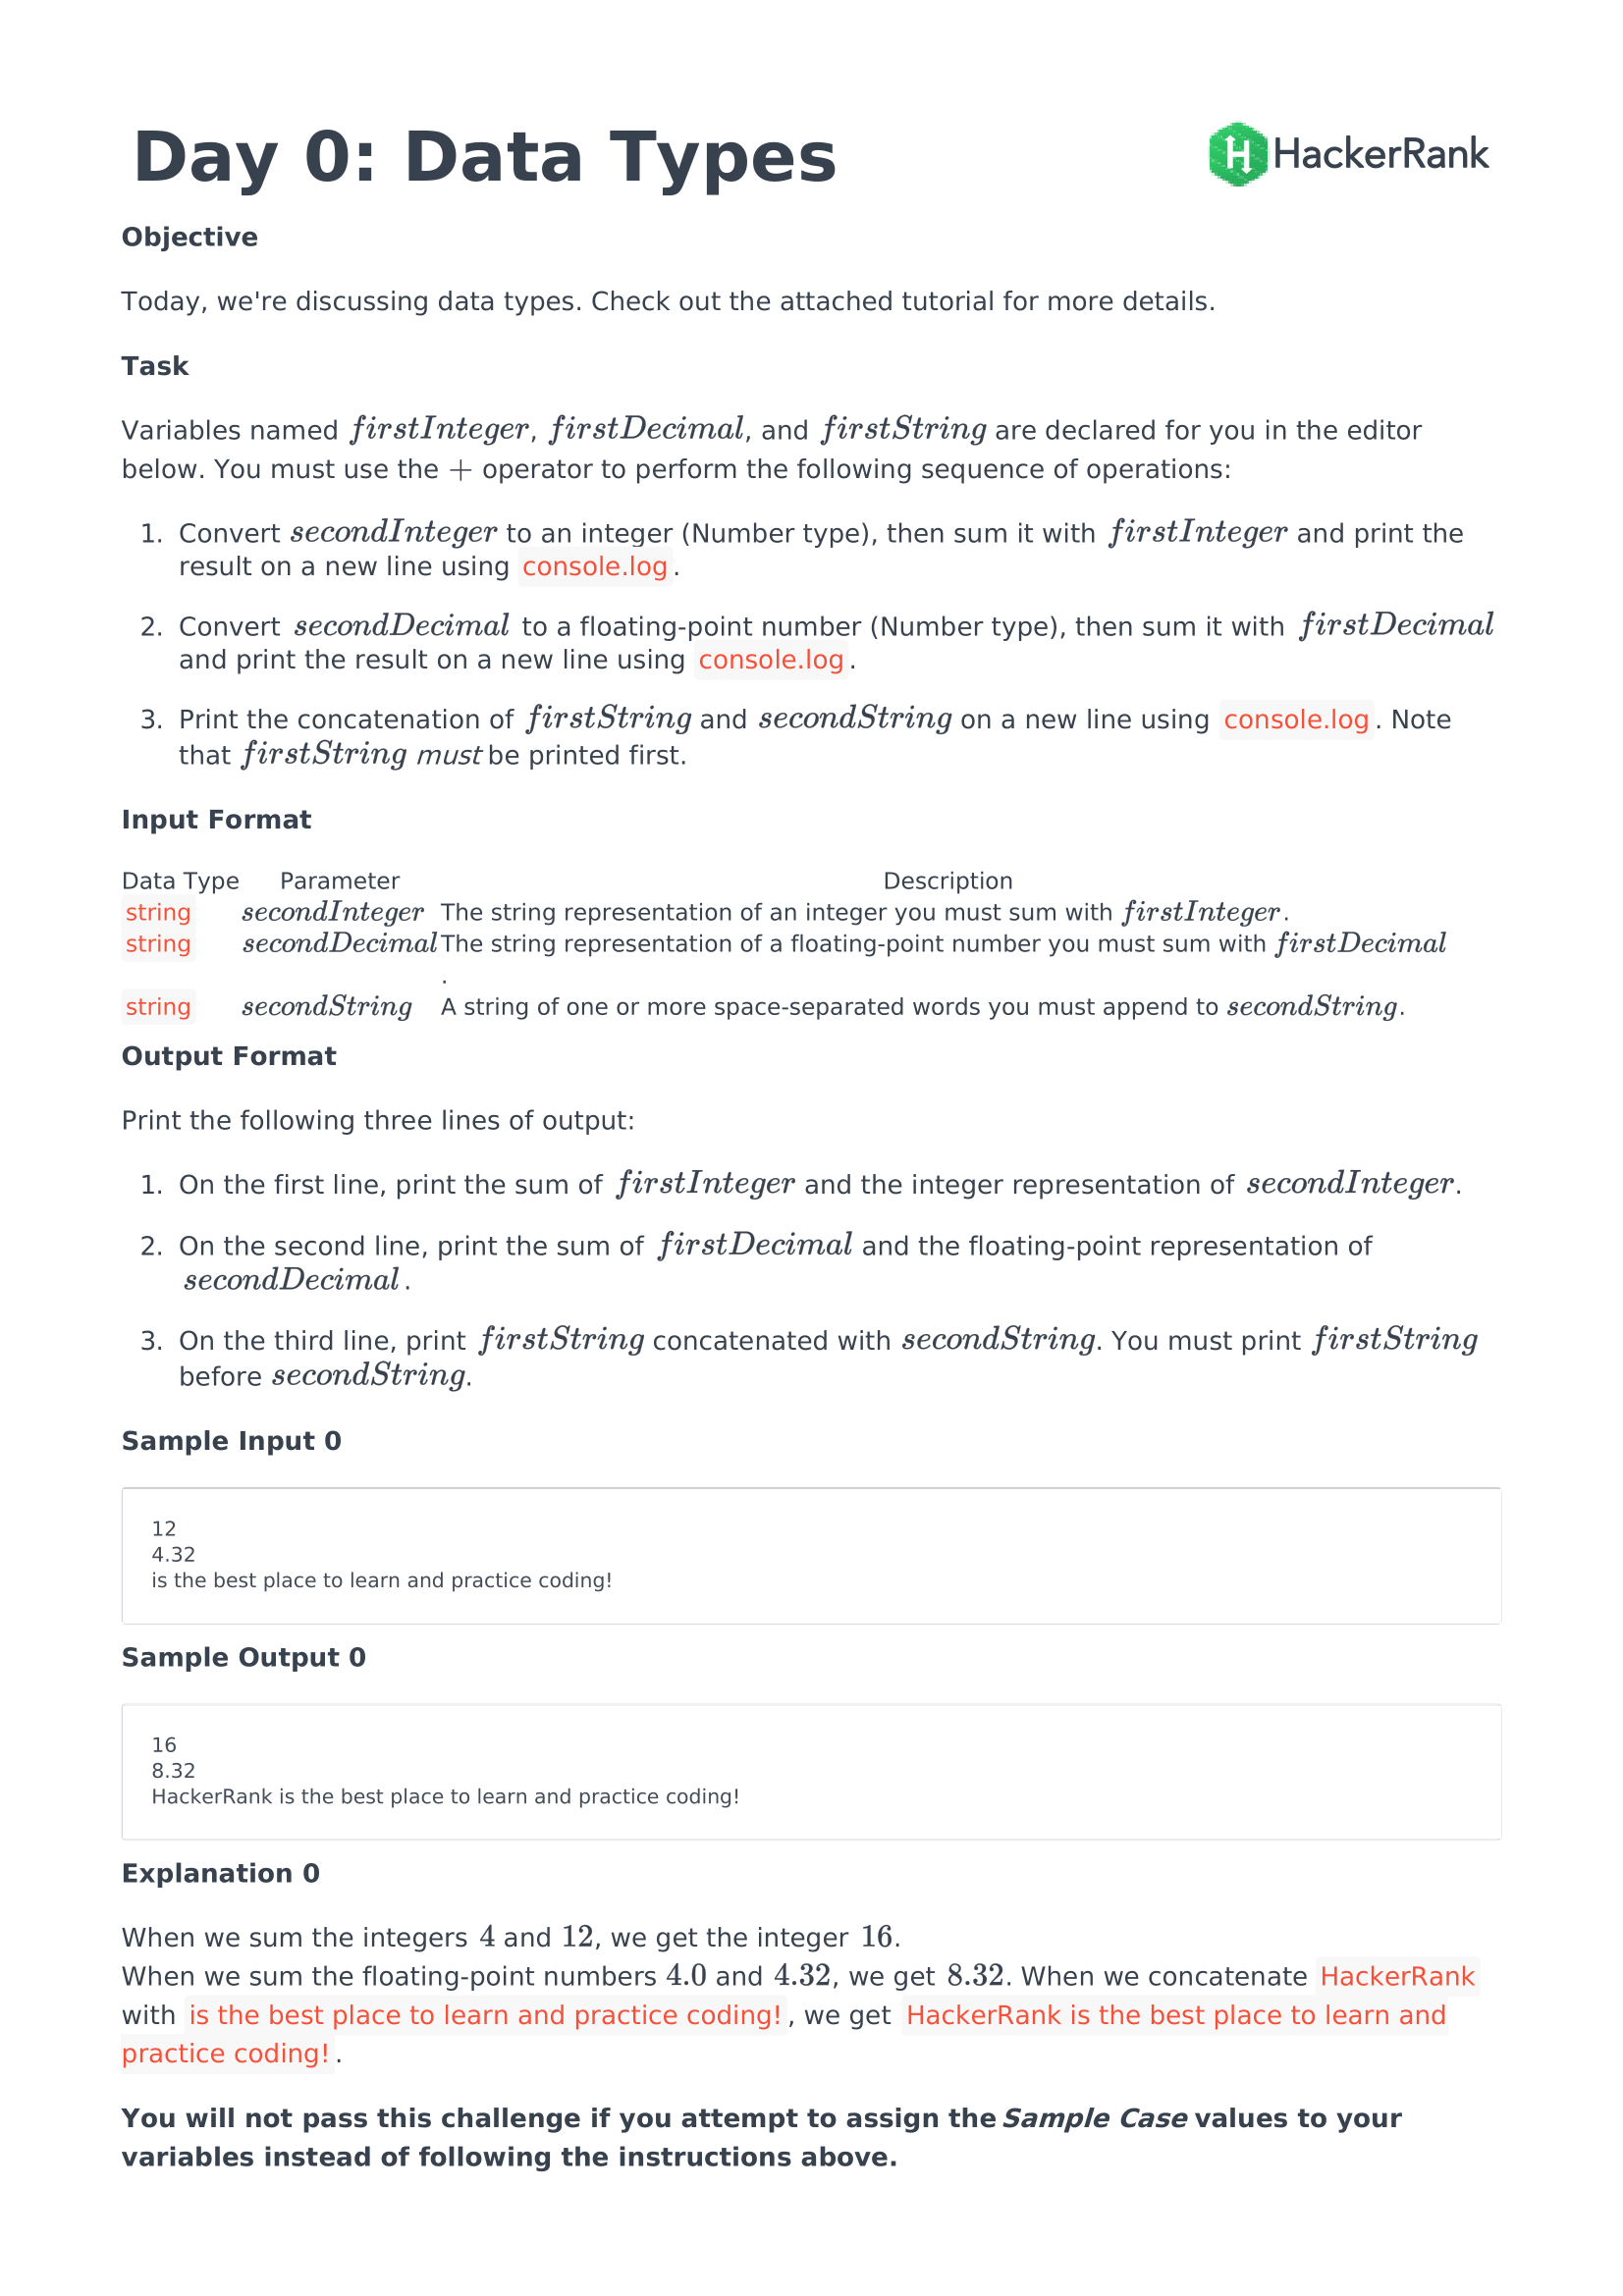 Day 0: Data Types
HackerRank
Objective
Today, we're discussing data types. Check out the attached tutorial for more details.
Task
Variables named firstInteger, firstDecimal, and firstString are declared for you in the editor
below. You must use the + operator to perform the following sequence of operations:
1. Convert secondInteger to an integer (Number type), then sum it with firstInteger and print the
result on a new line using console.log.
2. Convert secondDecimal to a floating-point number (Number type), then sum it with firstDecimal
and print the result on a new line using console.log.
3. Print the concatenation of firstString and secondString on a new line using console.log. Note
that firstString must be printed first.
Input Format
Data Type Parameter Description
string secondInteger The string representation of an integer you must sum with firstInteger.
string secondDecimal The string representation of a floating-point number you must sum with firstDecimal
.
string secondString A string of one or more space-separated words you must append to secondString.
Output Format
Print the following three lines of output:
1. On the first line, print the sum of firstInteger and the integer representation of secondInteger.
2. On the second line, print the sum of firstDecimal and the floating-point representation of
secondDecimal.
3. On the third line, print firstString concatenated with secondString. You must print firstString
before secondString.
Sample Input 0
12
4.32
is the best place to learn and practice coding!
Sample Output 0
16
8.32
HackerRank is the best place to learn and practice coding!
Explanation 0
When we sum the integers 4 and 12, we get the integer 16.
When we sum the floating-point numbers 4.0 and 4.32, we get 8.32. When we concatenate HackerRank
with is the best place to learn and practice coding!, we get HackerRank is the best place to learn and
practice coding!.
You will not pass this challenge if you attempt to assign the Sample Case values to your
variables instead of following the instructions above.